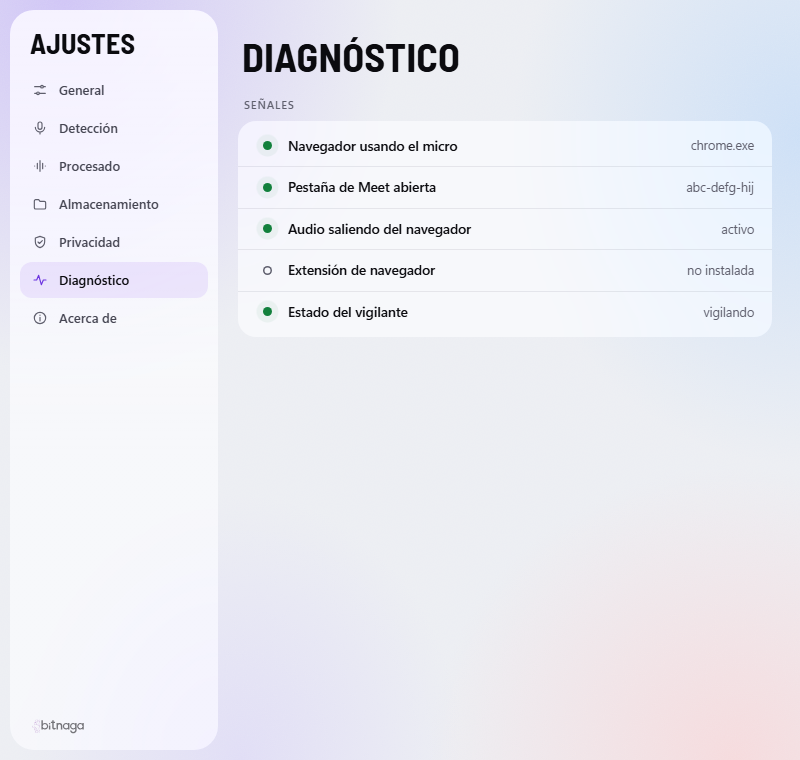 AJUSTES
General
Detección
Procesado
Almacenamiento
Privacidad
Diagnóstico
Acerca de
bitnaga
DIAGNÓSTICO
SEÑALES
Navegador usando el micro chrome.exe
Pestaña de Meet abierta abc-defg-hij
Audio saliendo del navegador activo
Extensión de navegador no instalada
Estado del vigilante vigilando